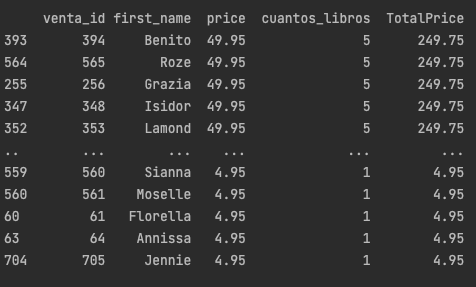 venta_id first_name price cuantos_libros TotalPrice
393 394 Benito 49.95 5 249.75
564 565 Roze 49.95 5 249.75
255 256 Grazia 49.95 5 249.75
347 348 Isidor 49.95 5 249.75
352 353 Lamond 49.95 5 249.75
.. ... ... ... ... ...
559 560 Sianna 4.95 1 4.95
560 561 Moselle 4.95 1 4.95
60 61 Florella 4.95 1 4.95
63 64 Annissa 4.95 1 4.95
704 705 Jennie 4.95 1 4.95